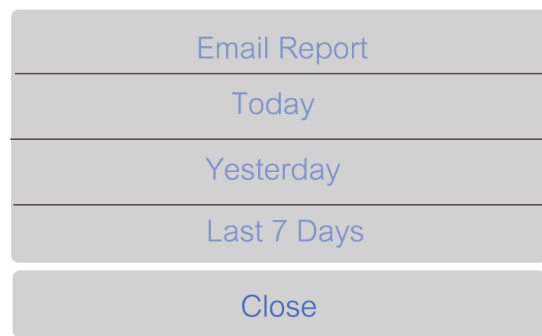 Email Report
Today
Yesterday
Last 7 Days
Close